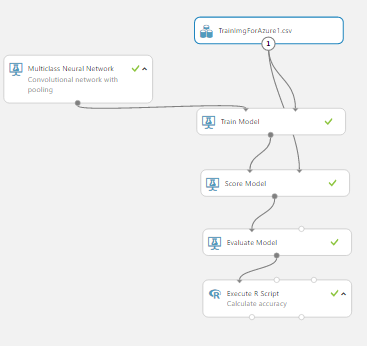 TrainImgForAzure1.csv
1
Multiclass Neural Network
Convolutional network with
pooling
Train Model
Score Model
Evaluate Model
Execute R Script
Calculate accuracy